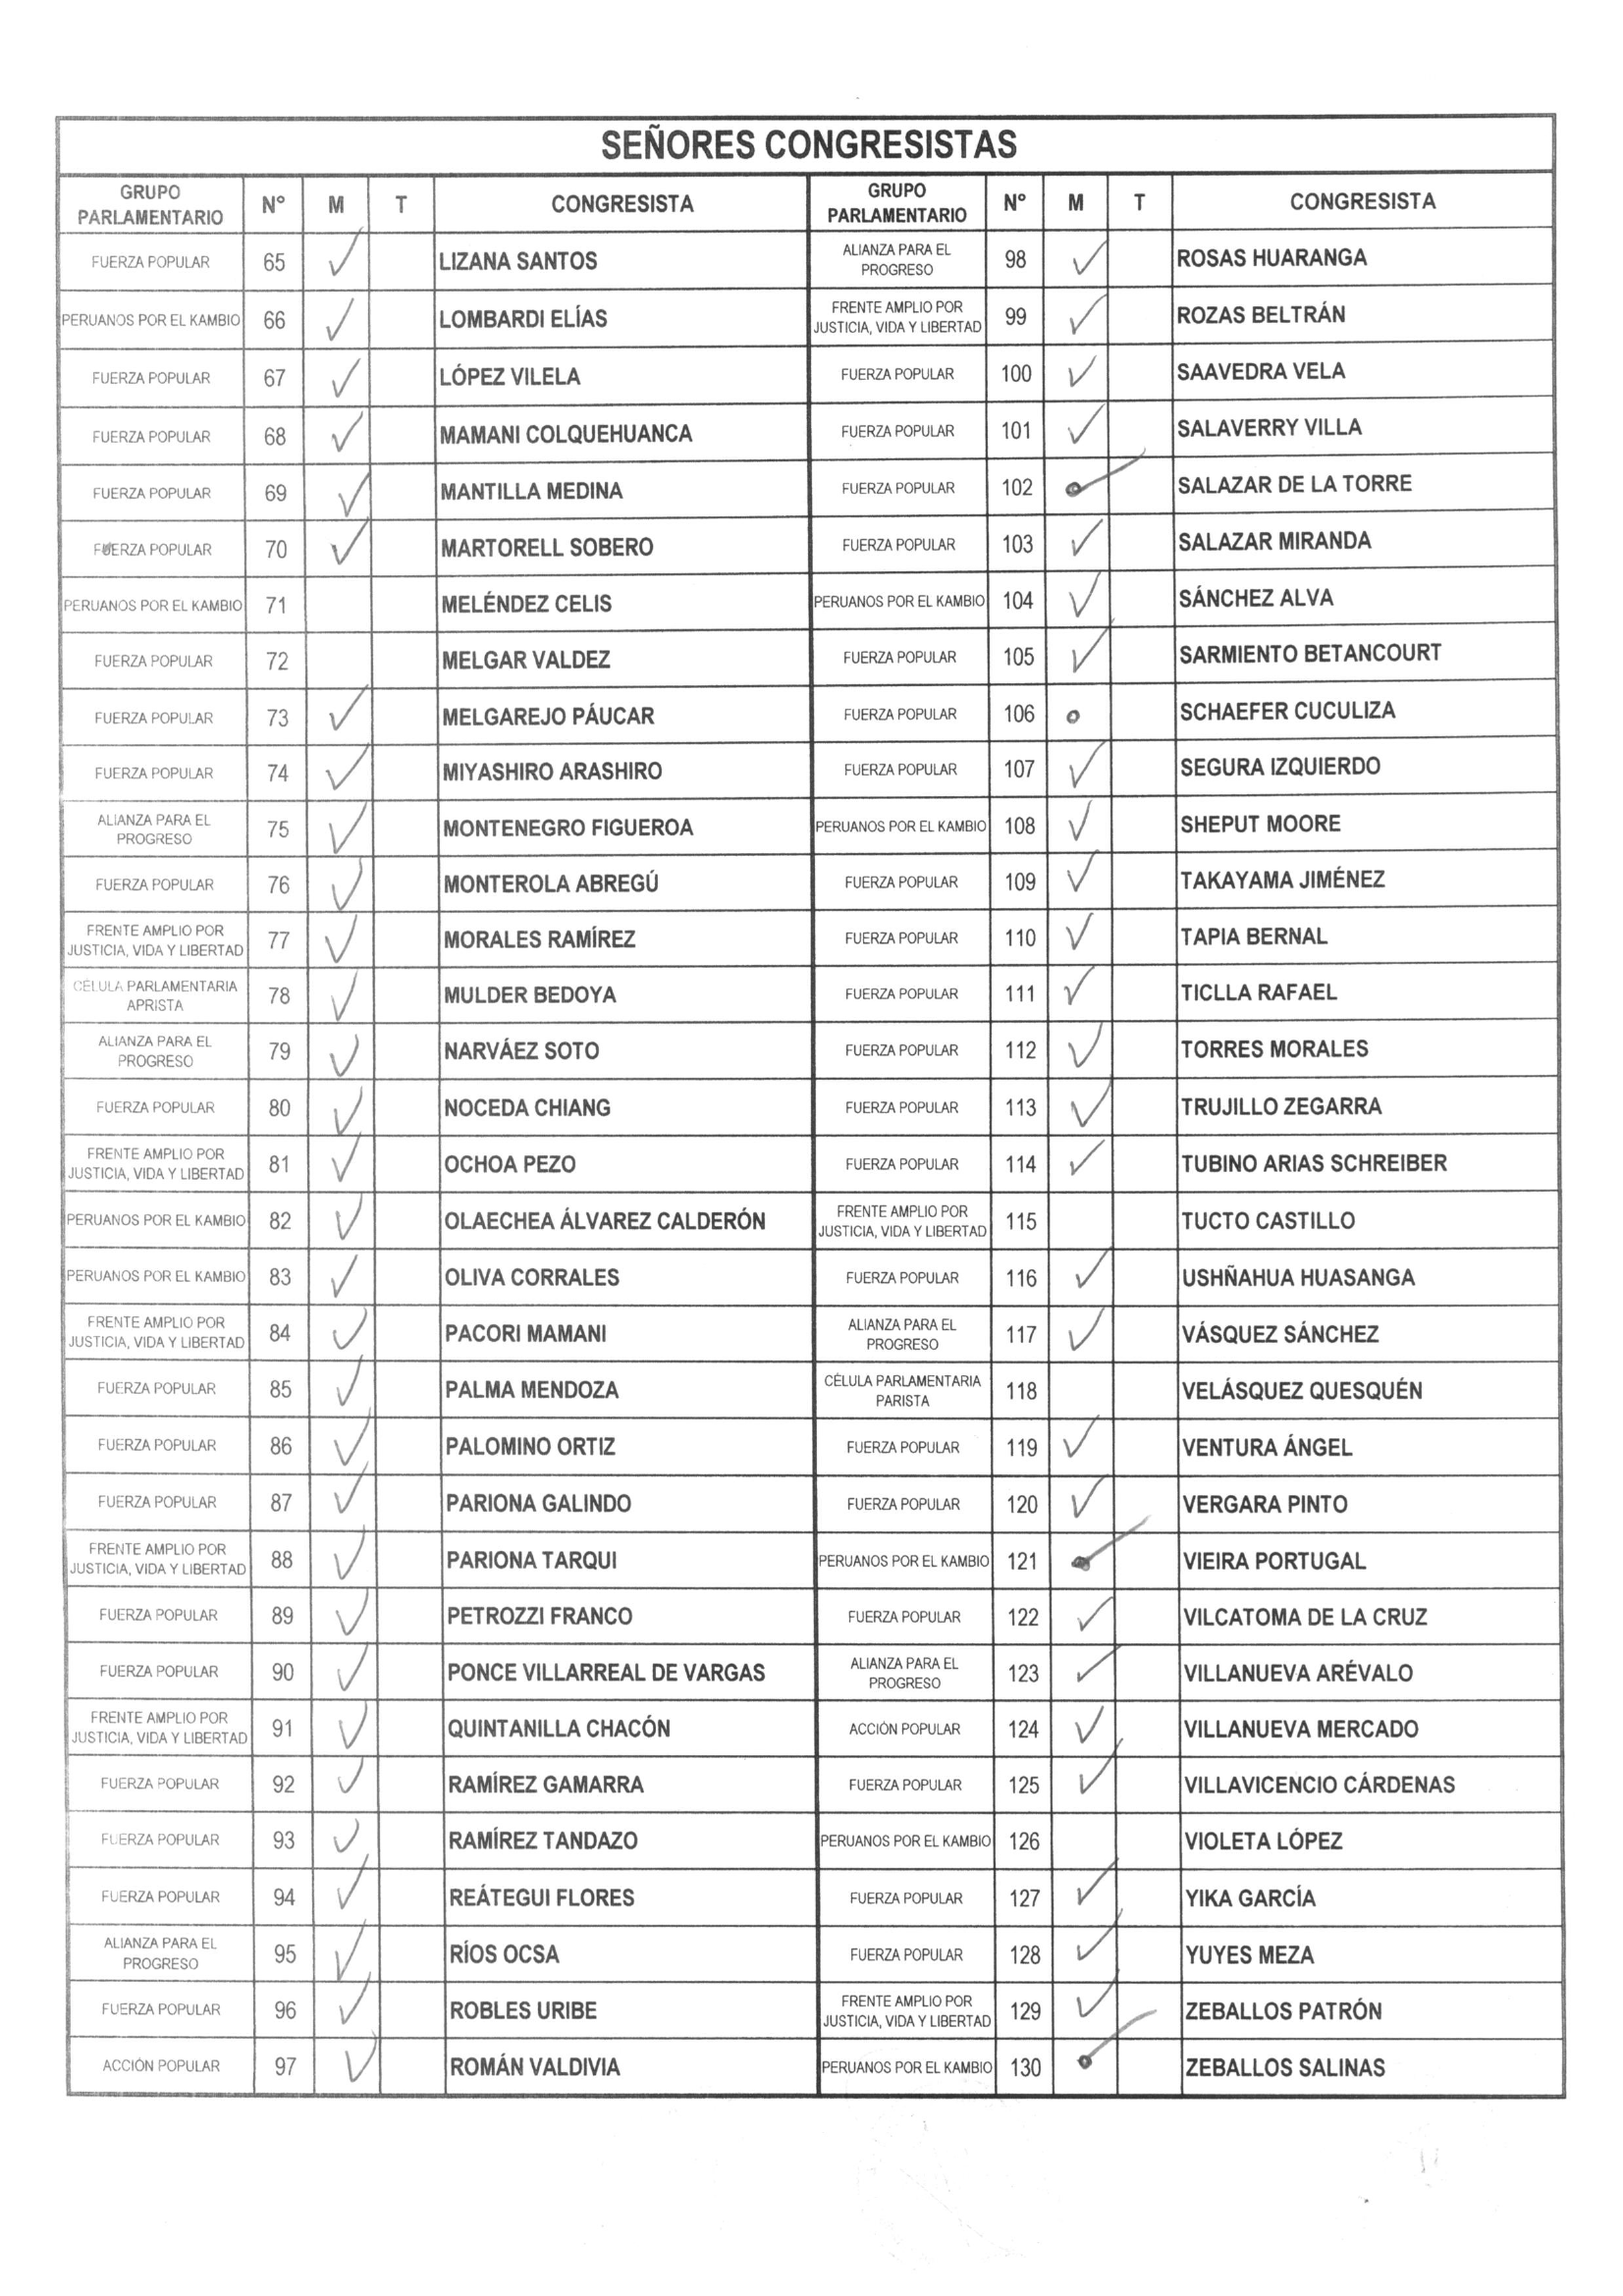 SEÑORES CONGRESISTAS
GRUPO PARLAMENTARIO N° M T CONGRESISTA
FUERZA POPULAR 65 ✓ LIZANA SANTOS
PERUANOS POR EL KAMBIO 66 ✓ LOMBARDI ELÍAS
FUERZA POPULAR 67 ✓ LÓPEZ VILELA
FUERZA POPULAR 68 ✓ MAMANI COLQUEHUANCA
FUERZA POPULAR 69 ✓ MANTILLA MEDINA
FUERZA POPULAR 70 ✓ MARTORELL SOBERO
PERUANOS POR EL KAMBIO 71 MELÉNDEZ CELIS
FUERZA POPULAR 72 MELGAR VALDEZ
FUERZA POPULAR 73 ✓ MELGAREJO PÁUCAR
FUERZA POPULAR 74 ✓ MIYASHIRO ARASHIRO
ALIANZA PARA EL PROGRESO 75 ✓ MONTENEGRO FIGUEROA
FUERZA POPULAR 76 ✓ MONTEROLA ABREGÚ
FRENTE AMPLIO POR JUSTICIA, VIDA Y LIBERTAD 77 ✓ MORALES RAMÍREZ
CÉLULA PARLAMENTARIA APRISTA 78 ✓ MULDER BEDOYA
ALIANZA PARA EL PROGRESO 79 ✓ NARVÁEZ SOTO
FUERZA POPULAR 80 ✓ NOCEDA CHIANG
FRENTE AMPLIO POR JUSTICIA, VIDA Y LIBERTAD 81 ✓ OCHOA PEZO
PERUANOS POR EL KAMBIO 82 ✓ OLAECHEA ÁLVAREZ CALDERÓN
PERUANOS POR EL KAMBIO 83 ✓ OLIVA CORRALES
FRENTE AMPLIO POR JUSTICIA, VIDA Y LIBERTAD 84 ✓ PACORI MAMANI
FUERZA POPULAR 85 ✓ PALMA MENDOZA
FUERZA POPULAR 86 ✓ PALOMINO ORTIZ
FUERZA POPULAR 87 ✓ PARIONA GALINDO
FRENTE AMPLIO POR JUSTICIA, VIDA Y LIBERTAD 88 ✓ PARIONA TARQUI
FUERZA POPULAR 89 ✓ PETROZZI FRANCO
FUERZA POPULAR 90 ✓ PONCE VILLARREAL DE VARGAS
FRENTE AMPLIO POR JUSTICIA, VIDA Y LIBERTAD 91 ✓ QUINTANILLA CHACÓN
FUERZA POPULAR 92 ✓ RAMÍREZ GAMARRA
FUERZA POPULAR 93 ✓ RAMÍREZ TANDAZO
FUERZA POPULAR 94 ✓ REÁTEGUI FLORES
ALIANZA PARA EL PROGRESO 95 ✓ RÍOS OCSA
FUERZA POPULAR 96 ✓ ROBLES URIBE
ACCIÓN POPULAR 97 ✓ ROMÁN VALDIVIA
GRUPO PARLAMENTARIO N° M T CONGRESISTA
ALIANZA PARA EL PROGRESO 98 ✓ ROSAS HUARANGA
FRENTE AMPLIO POR JUSTICIA, VIDA Y LIBERTAD 99 ✓ ROZAS BELTRÁN
FUERZA POPULAR 100 ✓ SAAVEDRA VELA
FUERZA POPULAR 101 ✓ SALAVERRY VILLA
FUERZA POPULAR 102 ✓ SALAZAR DE LA TORRE
FUERZA POPULAR 103 ✓ SALAZAR MIRANDA
PERUANOS POR EL KAMBIO 104 ✓ SÁNCHEZ ALVA
FUERZA POPULAR 105 ✓ SARMIENTO BETANCOURT
FUERZA POPULAR 106 o SCHAEFER CUCULIZA
FUERZA POPULAR 107 ✓ SEGURA IZQUIERDO
PERUANOS POR EL KAMBIO 108 ✓ SHEPUT MOORE
FUERZA POPULAR 109 ✓ TAKAYAMA JIMÉNEZ
FUERZA POPULAR 110 ✓ TAPIA BERNAL
FUERZA POPULAR 111 ✓ TICLLA RAFAEL
FUERZA POPULAR 112 ✓ TORRES MORALES
FUERZA POPULAR 113 ✓ TRUJILLO ZEGARRA
FUERZA POPULAR 114 ✓ TUBINO ARIAS SCHREIBER
FRENTE AMPLIO POR JUSTICIA, VIDA Y LIBERTAD 115 TUCTO CASTILLO
FUERZA POPULAR 116 ✓ USHÑAHUA HUASANGA
ALIANZA PARA EL PROGRESO 117 ✓ VÁSQUEZ SÁNCHEZ
CÉLULA PARLAMENTARIA PARISTA 118 VELÁSQUEZ QUESQUÉN
FUERZA POPULAR 119 ✓ VENTURA ÁNGEL
FUERZA POPULAR 120 ✓ VERGARA PINTO
PERUANOS POR EL KAMBIO 121 ✓ VIEIRA PORTUGAL
FUERZA POPULAR 122 ✓ VILCATOMA DE LA CRUZ
ALIANZA PARA EL PROGRESO 123 ✓ VILLANUEVA ARÉVALO
ACCIÓN POPULAR 124 ✓ VILLANUEVA MERCADO
FUERZA POPULAR 125 ✓ VILLAVICENCIO CÁRDENAS
PERUANOS POR EL KAMBIO 126 VIOLETA LÓPEZ
FUERZA POPULAR 127 ✓ YIKA GARCÍA
FUERZA POPULAR 128 ✓ YUYES MEZA
FRENTE AMPLIO POR JUSTICIA, VIDA Y LIBERTAD 129 ✓ ZEBALLOS PATRÓN
PERUANOS POR EL KAMBIO 130 ✓ ZEBALLOS SALINAS